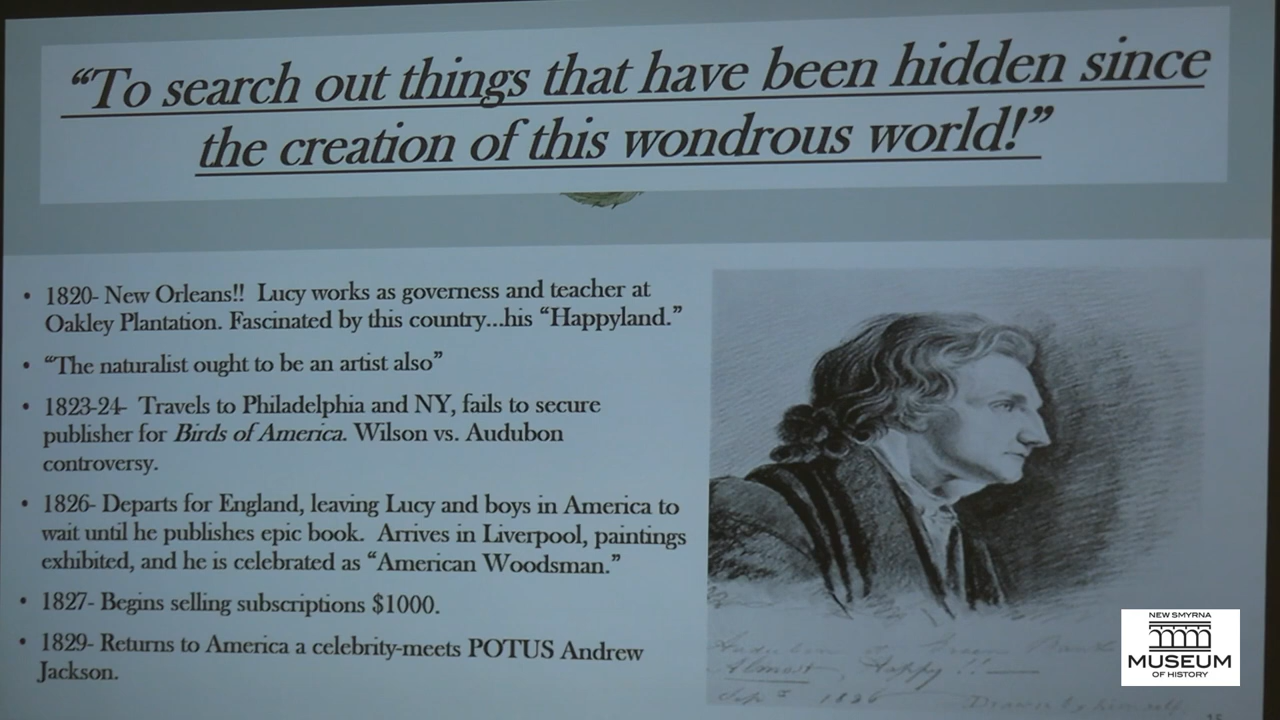 “To search out things that have been hidden since
the creation of this wondrous world!”
• 1820- New Orleans!! Lucy works as governess and teacher at
Oakley Plantation. Fascinated by this country...his “Happyland.”
• “The naturalist ought to be an artist also”
• 1823-24- Travels to Philadelphia and NY, fails to secure
publisher for Birds of America. Wilson vs. Audubon
controversy.
• 1826- Departs for England, leaving Lucy and boys in America to
wait until he publishes epic book. Arrives in Liverpool, paintings
exhibited, and he is celebrated as “American Woodsman.”
• 1827- Begins selling subscriptions $1000.
• 1829- Returns to America a celebrity-meets POTUS Andrew
Jackson.
Almost, Happy!!
Sep 1826 Drawn by himself
NEW SMYRNA
MUSEUM
OF HISTORY